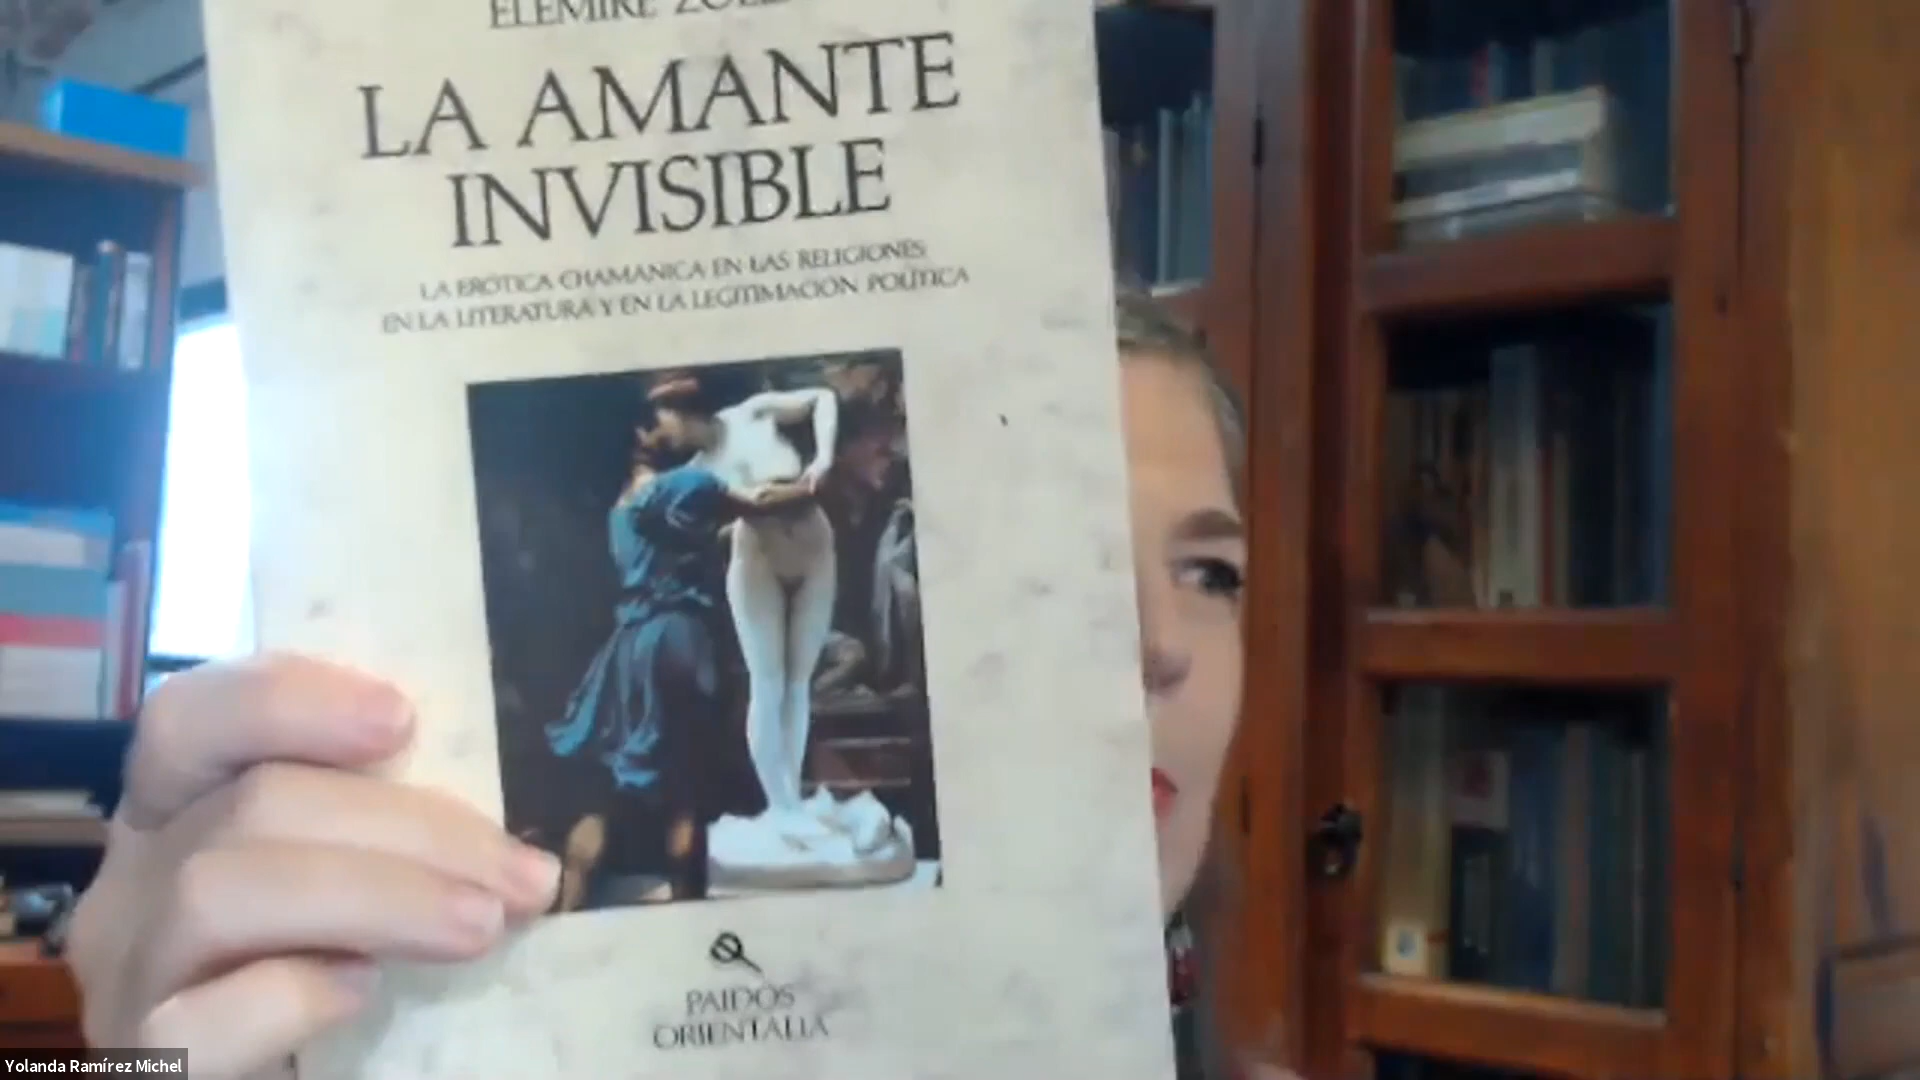 ELÉMIRE
LA AMANTE
INVISIBLE
LA ERÓTICA CHAMÁNICA EN LAS RELIGIONES,
EN LA LITERATURA Y EN LA LEGITIMACIÓN POLÍTICA
PAIDÓS
ORIENTALIA
Yolanda Ramírez Michel